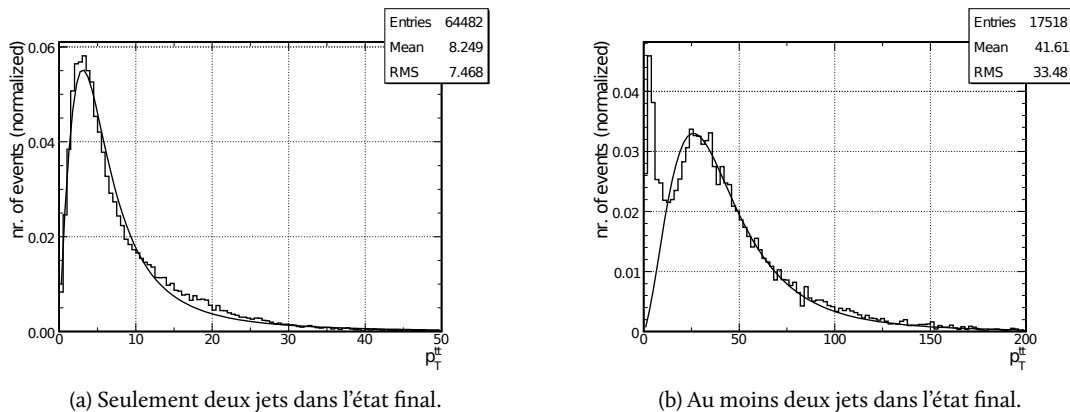 Entries 64482
Mean 8.249
RMS 7.468
nr. of events (normalized)
0.06
0.04
0.02
0.00
0 10 20 30 40 50
p_T^tt
(a) Seulement deux jets dans l'état final.
Entries 17518
Mean 41.61
RMS 33.48
nr. of events (normalized)
0.04
0.03
0.02
0.01
0
0 50 100 150 200
p_T^tt
(b) Au moins deux jets dans l'état final.